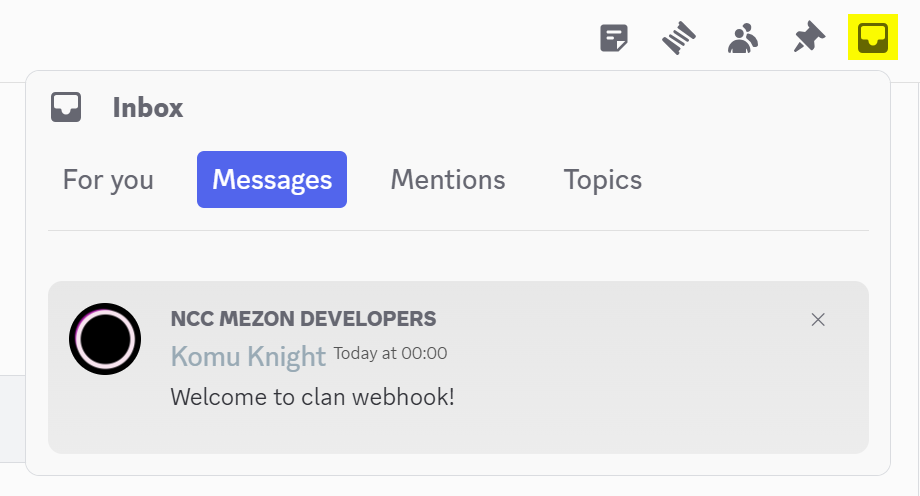 Inbox
For you
Messages
Mentions
Topics
NCC MEZON DEVELOPERS
Komu Knight Today at 00:00
Welcome to clan webhook!